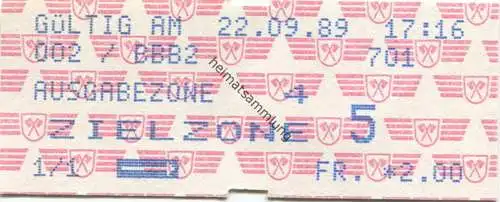 GÜLTIG AM 22.09.89 17:16
002 / BBB2 701
AUSGABEZONE 4
ZIELZONE 5
1/1 FR. *2.00
heimatsammlung